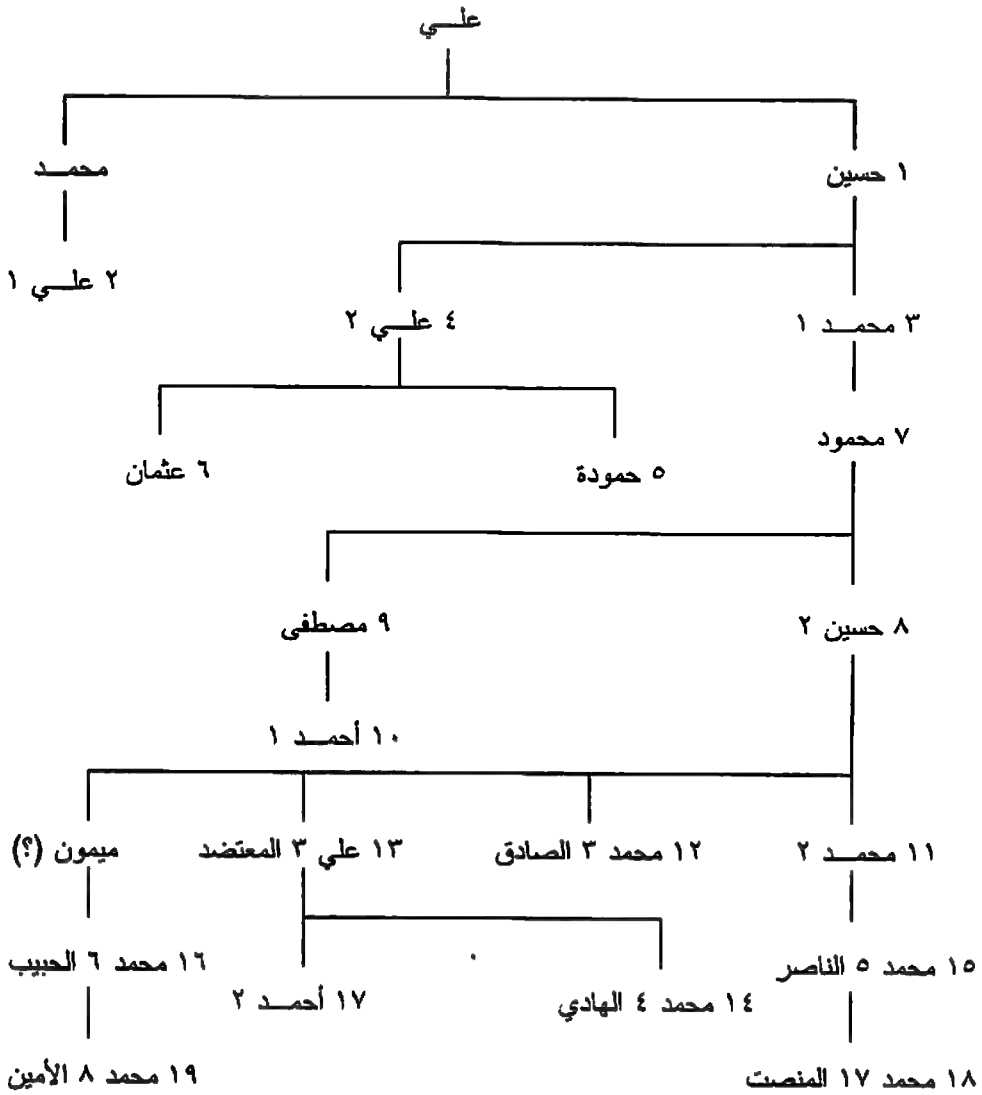 علي
١ حسين
محمد
٢ علي ١
٣ محمد ١
٤ علي ٢
٧ محمود
٥ حمودة
٦ عثمان
٨ حسين ٢
٩ مصطفى
١٠ أحمد ١
١١ محمد ٢
١٢ محمد ٣ الصادق
١٣ علي ٣ المعتضد
ميمون (؟)
١٥ محمد ٥ الناصر
١٤ محمد ٤ الهادي
١٧ أحمد ٢
١٦ محمد ٦ الحبيب
١٨ محمد ١٧ المنصت
١٩ محمد ٨ الأمين